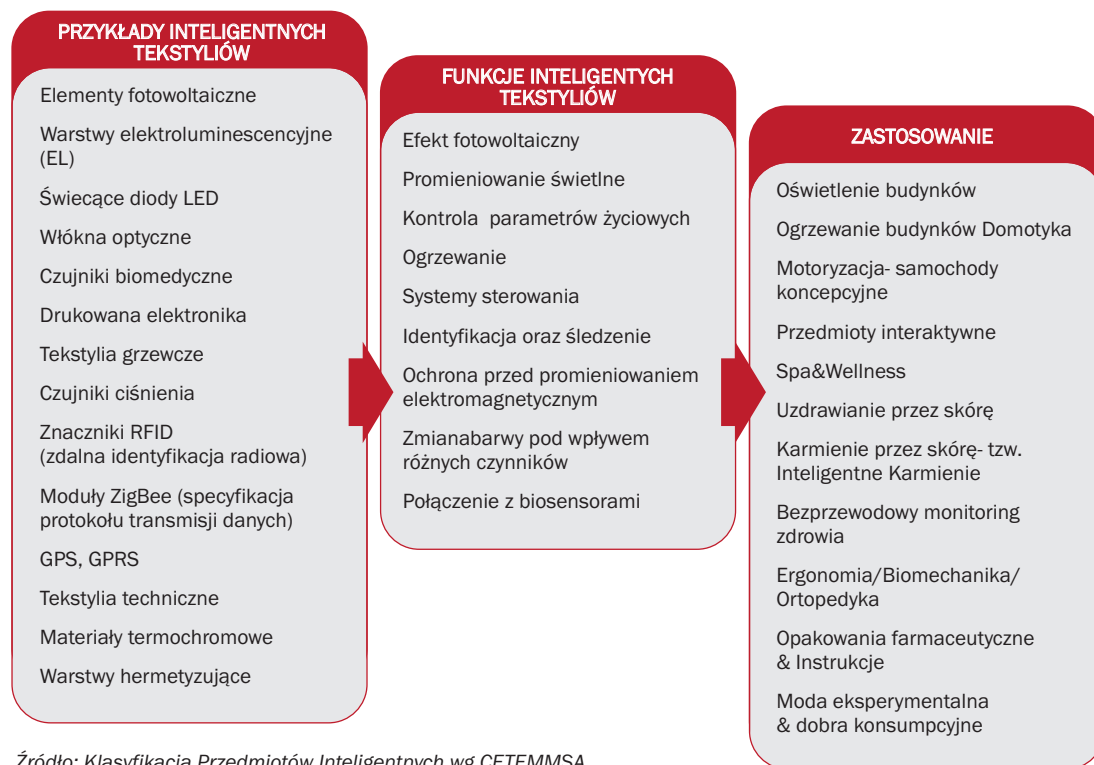 PRZYKŁADY INTELIGENTNYCH
TEKSTYLIÓW
Elementy fotowoltaiczne
Warstwy elektroluminescencyjne
(EL)
Świecące diody LED
Włókna optyczne
Czujniki biomedyczne
Drukowana elektronika
Tekstylia grzewcze
Czujniki ciśnienia
Znaczniki RFID
(zdalna identyfikacja radiowa)
Moduły ZigBee (specyfikacja
protokołu transmisji danych)
GPS, GPRS
Tekstylia techniczne
Materiały termochromowe
Warstwy hermetyzujące
FUNKCJE INTELIGENTYCH
TEKSTYLIÓW
Efekt fotowoltaiczny
Promieniowanie świetlne
Kontrola parametrów życiowych
Ogrzewanie
Systemy sterowania
Identyfikacja oraz śledzenie
Ochrona przed promieniowaniem
elektromagnetycznym
Zmianabarwy pod wpływem
różnych czynników
Połączenie z biosensorami
ZASTOSOWANIE
Oświetlenie budynków
Ogrzewanie budynków Domotyka
Motoryzacja- samochody
koncepcyjne
Przedmioty interaktywne
Spa&Wellness
Uzdrawianie przez skórę
Karmienie przez skórę- tzw.
Inteligentne Karmienie
Bezprzewodowy monitoring
zdrowia
Ergonomia/Biomechanika/
Ortopedyka
Opakowania farmaceutyczne
& Instrukcje
Moda eksperymentalna
& dobra konsumpcyjne
Źródło: Klasyfikacja Przedmiotów Inteligentnych wg CETEMMSA